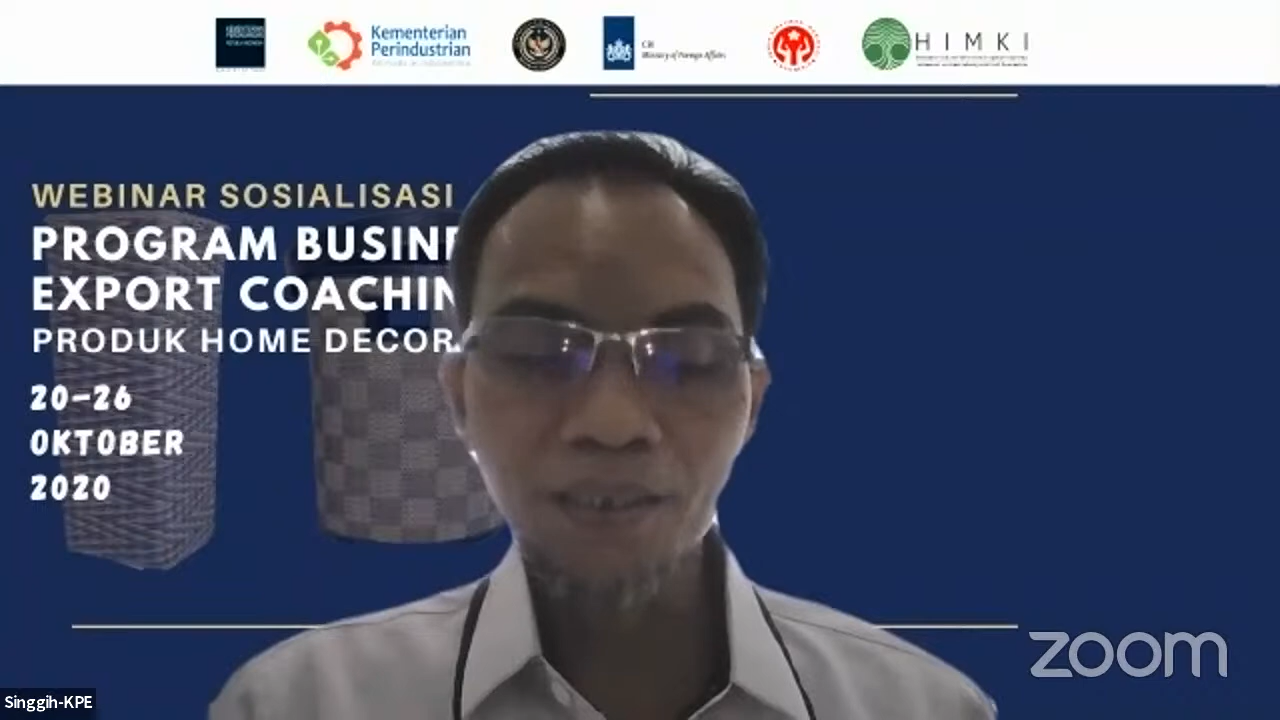 Kementerian
Perindustrian
CBI
Ministry of Foreign Affairs
HIMKI
WEBINAR SOSIALISASI
PROGRAM BUSINE
EXPORT COACHIN
PRODUK HOME DECOR
20-26
OKTOBER
2020
zoom
Singgih-KPE